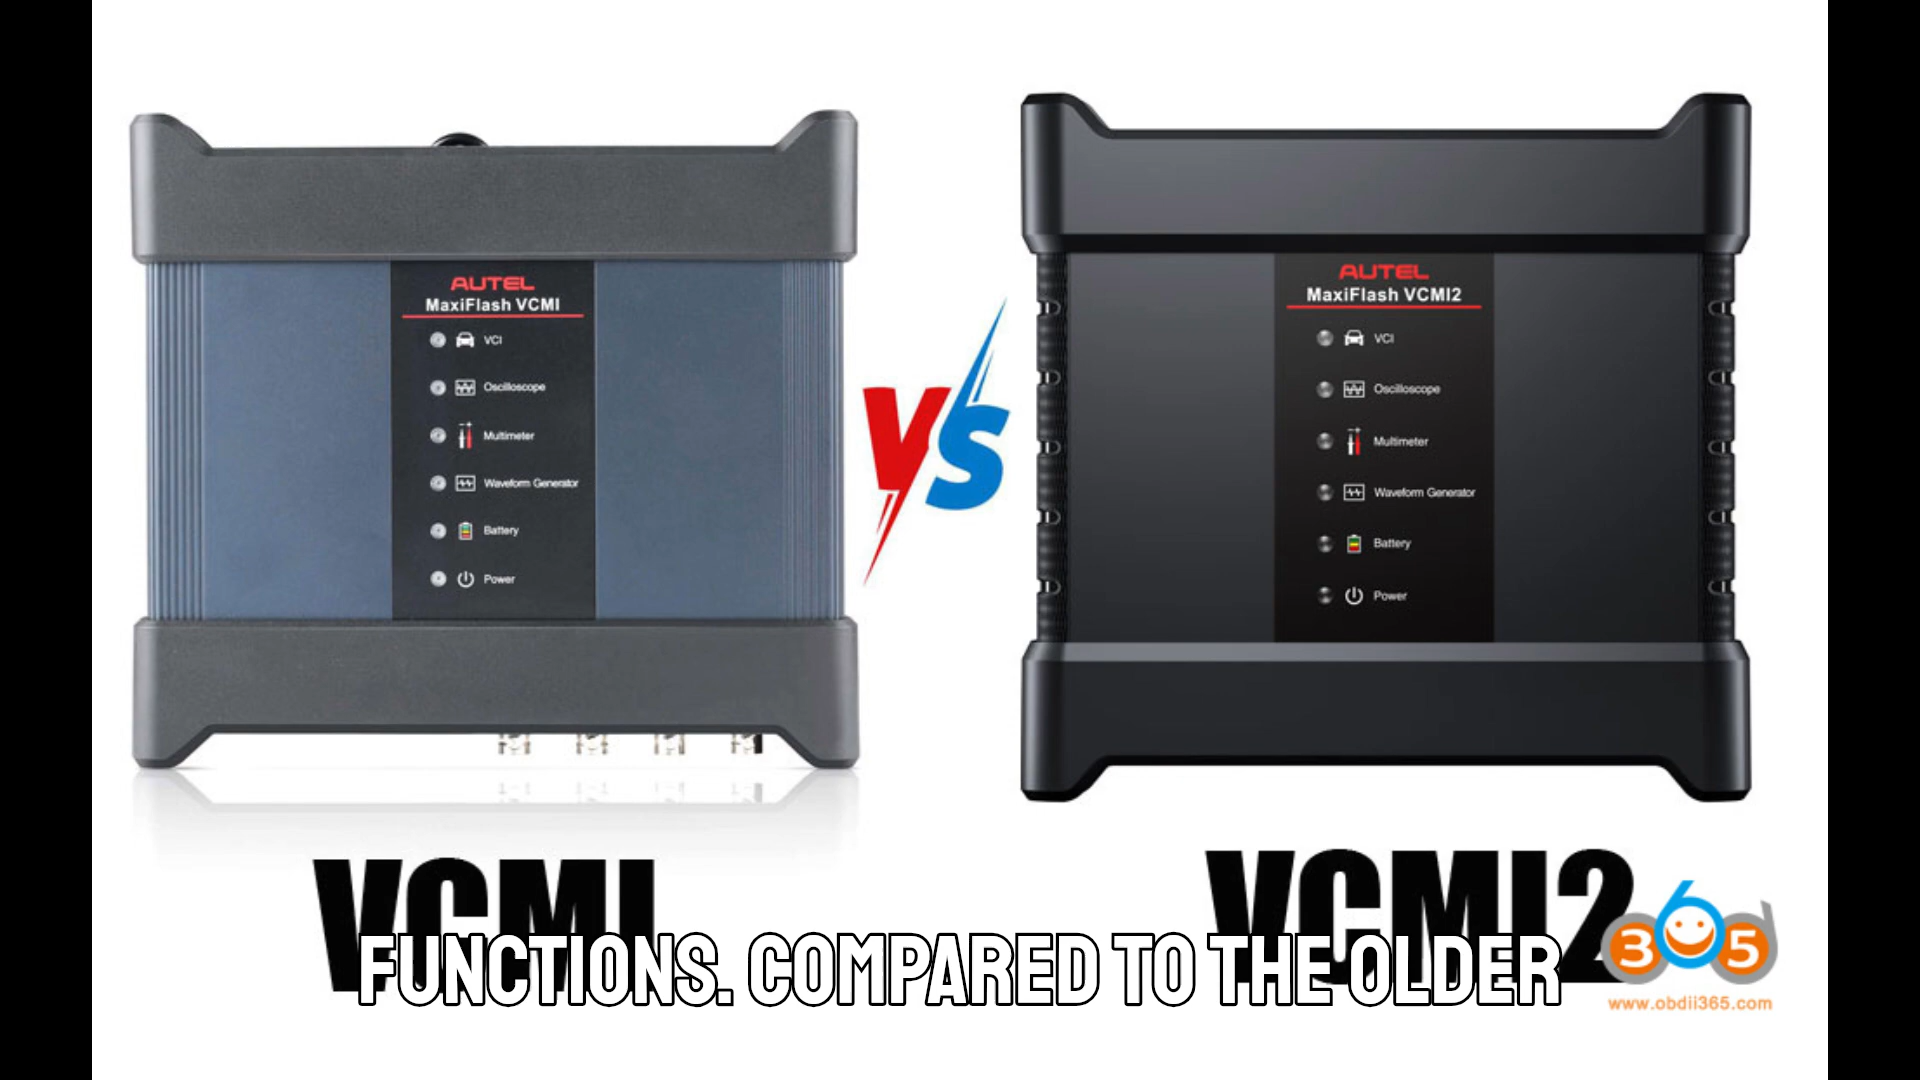 AUTEL
MaxiFlash VCMI
VCI
Oscilloscope
Multimeter
Waveform Generator
Battery
Power
VS
AUTEL
MaxiFlash VCMI2
VCI
Oscilloscope
Multimeter
Waveform Generator
Battery
Power
VCMI
VCMI2
FUNCTIONS. COMPARED TO THE OLDER
365d
www.obdii365.com